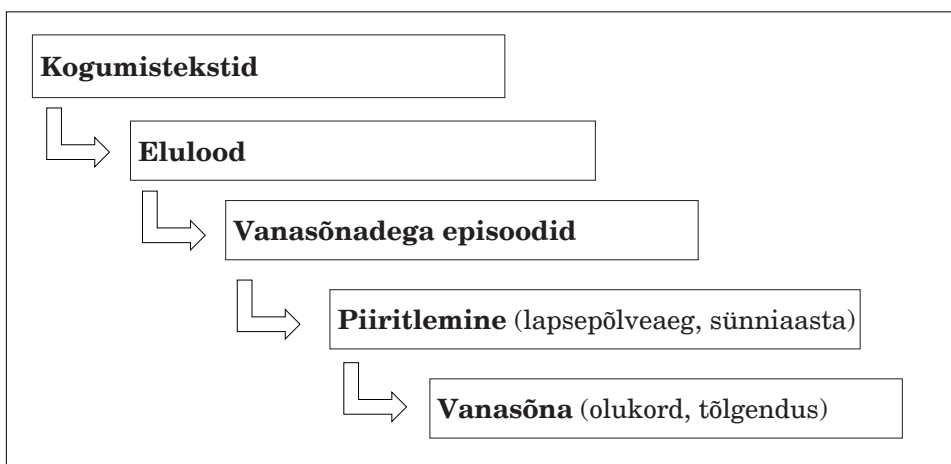 Kogumistekstid
Elulood
Vanasõnadega episoodid
Piiritlemine (lapsepõlveaeg, sünniaasta)
Vanasõna (olukord, tõlgendus)